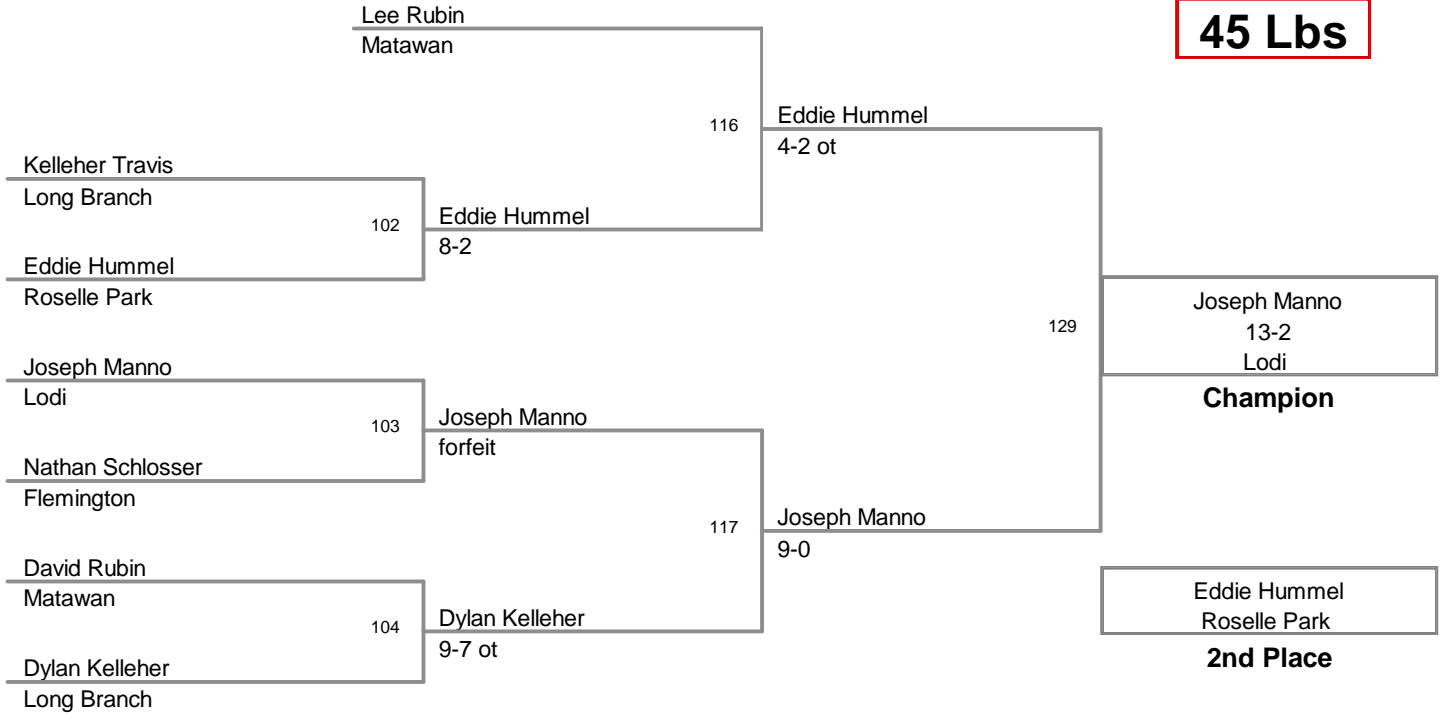 Lee Rubin
Matawan
45 Lbs
116
Eddie Hummel
4-2 ot
Kelleher Travis
Long Branch
102
Eddie Hummel
8-2
Eddie Hummel
Roselle Park
129
Joseph Manno
13-2
Lodi
Champion
Joseph Manno
Lodi
103
Joseph Manno
forfeit
Nathan Schlosser
Flemington
117
Joseph Manno
9-0
David Rubin
Matawan
104
Dylan Kelleher
9-7 ot
Dylan Kelleher
Long Branch
Eddie Hummel
Roselle Park
2nd Place